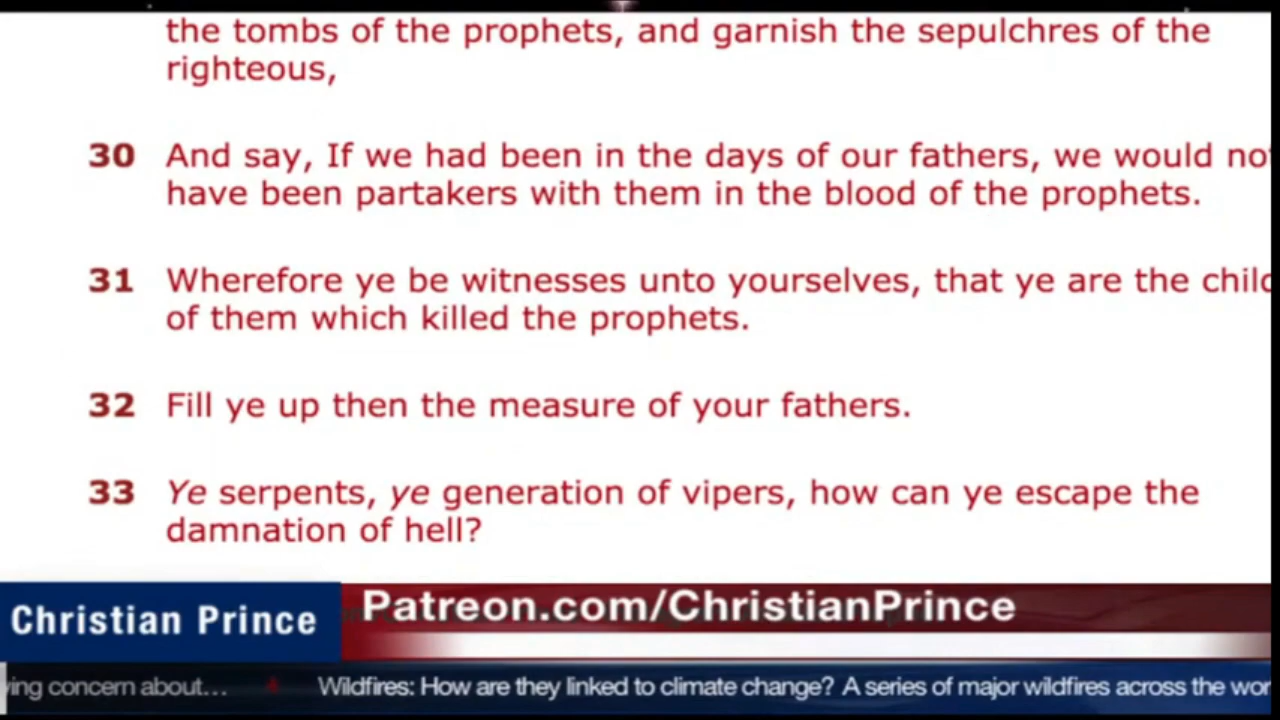 the tombs of the prophets, and garnish the sepulchres of the
righteous,
30 And say, If we had been in the days of our fathers, we would no
have been partakers with them in the blood of the prophets.
31 Wherefore ye be witnesses unto yourselves, that ye are the
of them which killed the prophets.
32 Fill ye up then the measure of your fathers.
33 Ye serpents, ye generation of vipers, how can ye escape the
damnation of hell?
Christian Prince
Patreon.com/ChristianPrince
ing concern about... Wildfires: How are they linked to climate change? A series of major wildfires across the